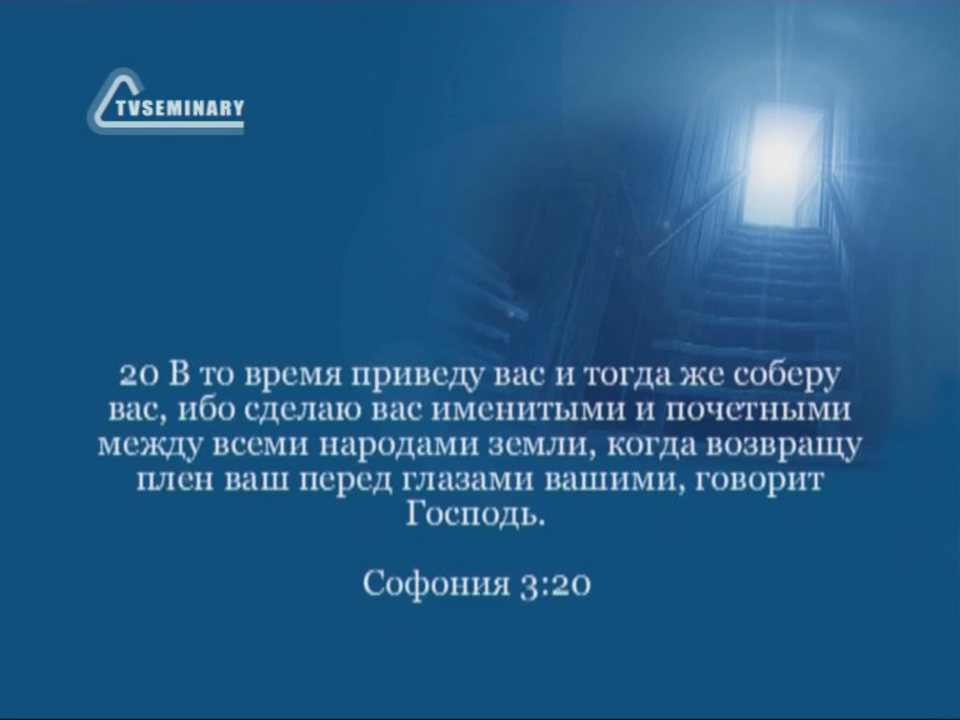 TVSEMINARY
20 В то время приведу вас и тогда же соберу
вас, ибо сделаю вас именитыми и почетными
между всеми народами земли, когда возвращу
плен ваш перед глазами вашими, говорит
Господь.
Софония 3:20